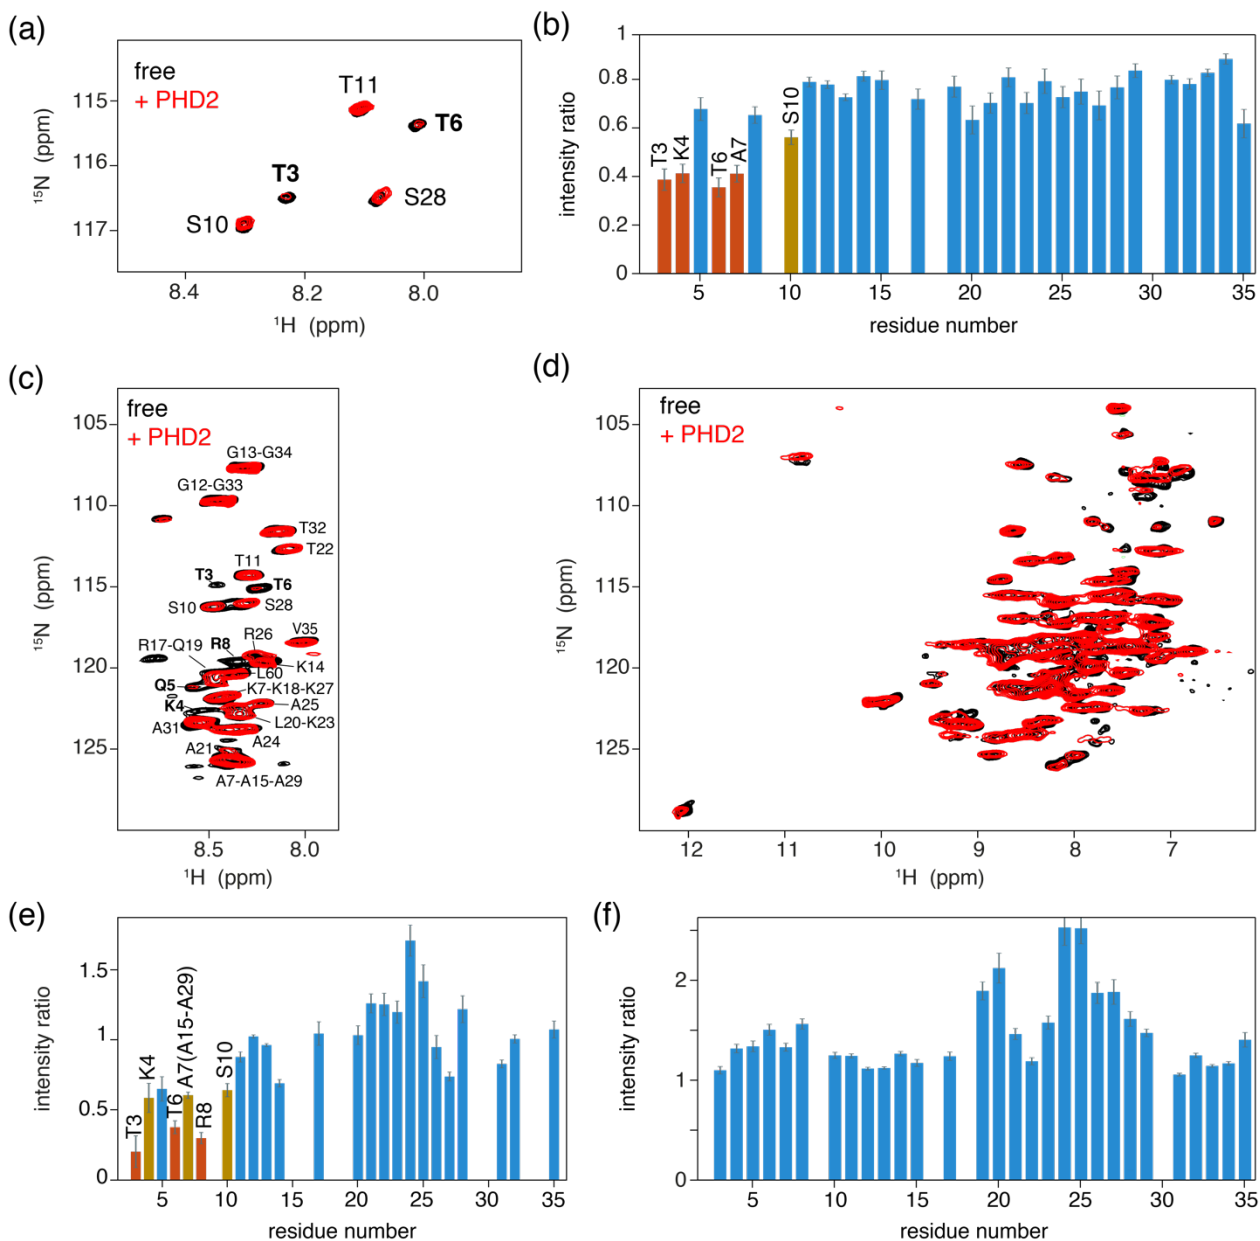 (a)
free
+ PHD2
T11
T6
T3
S28
S10
115
116
117
15N (ppm)
8.4
8.2
8.0
1H (ppm)
(b)
1
0.8
0.6
0.4
0.2
0
intensity ratio
T3
K4
T6
A7
S10
5
10
15
20
25
30
35
residue number
(c)
free
+ PHD2
105
110
115
120
125
15N (ppm)
G13-G34
G12-G33
T32
T22
T11
T3
T6
S10
S28
V35
R26
R8
R17-Q19
K14
L60
Q5
K7-K18-K27
K4
A25
L20-K23
A31
A24
A21
A7-A15-A29
8.5
8.0
1H (ppm)
(d)
free
+ PHD2
105
110
115
120
125
15N (ppm)
12
11
10
9
8
7
1H (ppm)
(e)
1.5
1
0.5
0
intensity ratio
T3
K4
T6
A7(A15-A29)
R8
S10
5
10
15
20
25
30
35
residue number
(f)
2
1
0
intensity ratio
5
10
15
20
25
30
35
residue number